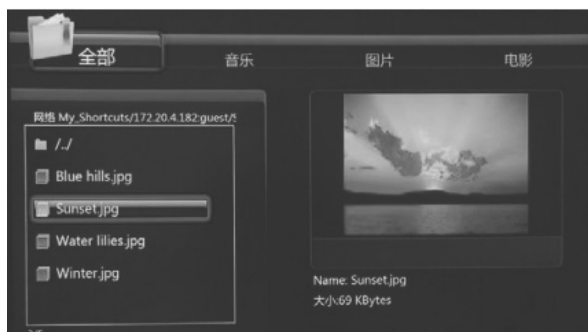 全部 音乐 图片 电影
网络 My_Shortcuts/172.20.4.182:guest/S
/../
Blue hills.jpg
Sunset.jpg
Water lilies.jpg
Winter.jpg
Name: Sunset.jpg
大小:69 KBytes